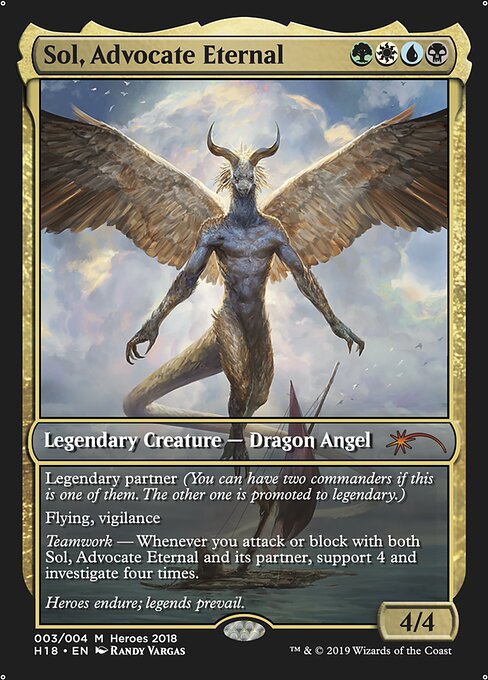 Sol, Advocate Eternal
Legendary Creature — Dragon Angel
Legendary partner (You can have two commanders if this
is one of them. The other one is promoted to legendary.)
Flying, vigilance
Teamwork — Whenever you attack or block with both
Sol, Advocate Eternal and its partner, support 4 and
investigate four times.
Heroes endure; legends prevail.
4/4
003/004 M Heroes 2018
H18 • EN Randy Vargas
™ & © 2019 Wizards of the Coast